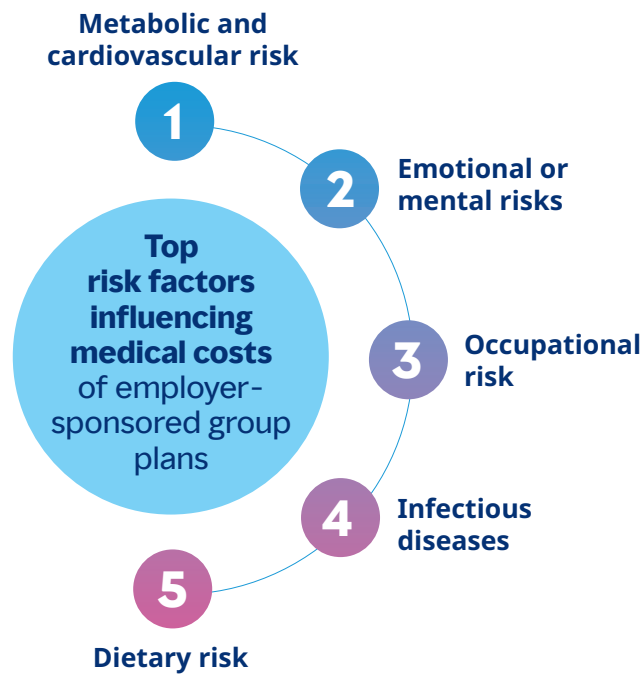 Metabolic and
cardiovascular risk
1
2
Emotional or
mental risks
Top
risk factors
influencing
medical costs
of employer-
sponsored group
plans
3
Occupational
risk
4
Infectious
diseases
5
Dietary risk